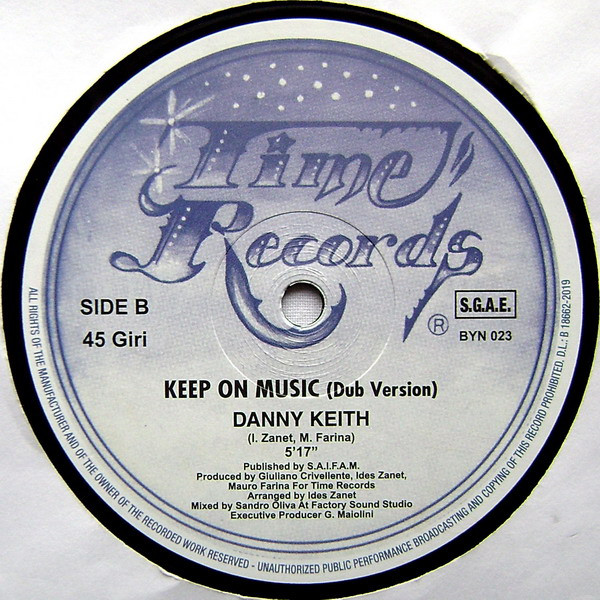 Time
Records
SIDE B
45 Giri
S.G.A.E.
®
BYN 023
KEEP ON MUSIC (Dub Version)
DANNY KEITH
(I. Zanet, M. Farina)
5'17"
Published by S.A.I.F.A.M.
Produced by Giuliano Crivellente, Ides Zanet,
Mauro Farina For Time Records
Arranged by Ides Zanet
Mixed by Sandro Oliva At Factory Sound Studio
Executive Producer G. Maiolini
ALL RIGHTS OF THE MANUFACTURER AND OF THE OWNER OF THE RECORDED WORK RESERVED - UNAUTHORIZED PUBLIC PERFORMANCE BROADCASTING AND COPYING OF THIS RECORD PROHIBITED. D.L.: B 18662-2019